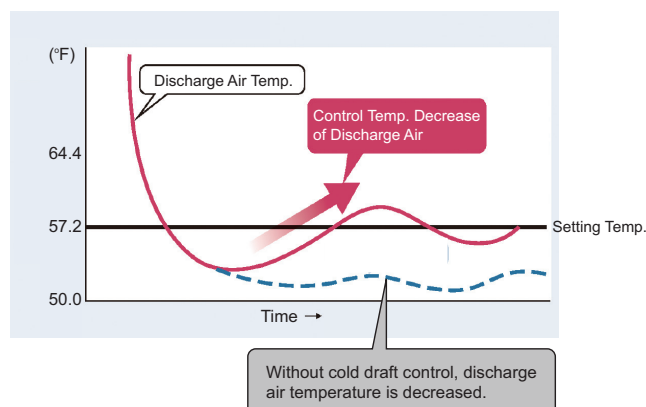 (°F)
Discharge Air Temp.
Control Temp. Decrease
of Discharge Air
64.4
57.2
Setting Temp.
50.0
Time →
Without cold draft control, discharge
air temperature is decreased.